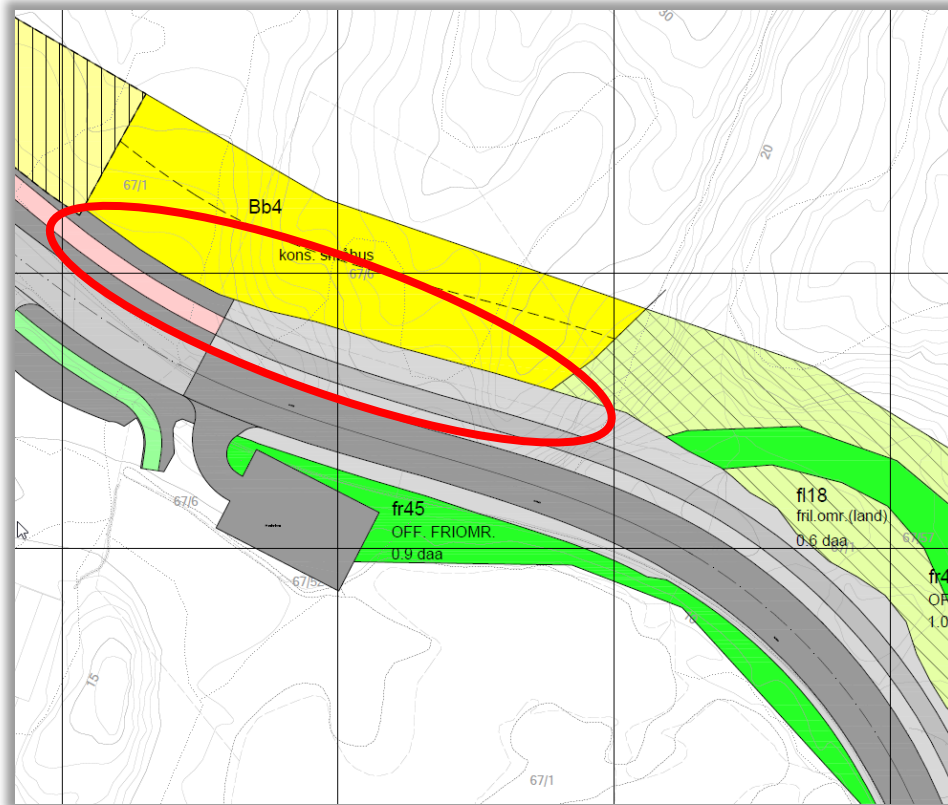 30
20
67/1
Bb4
kons. småhus
67/6
fl18
fril.omr.(land)
0.6 daa
67/6
fr45
OFF. FRIOMR.
0.9 daa
67/52
15
67/1